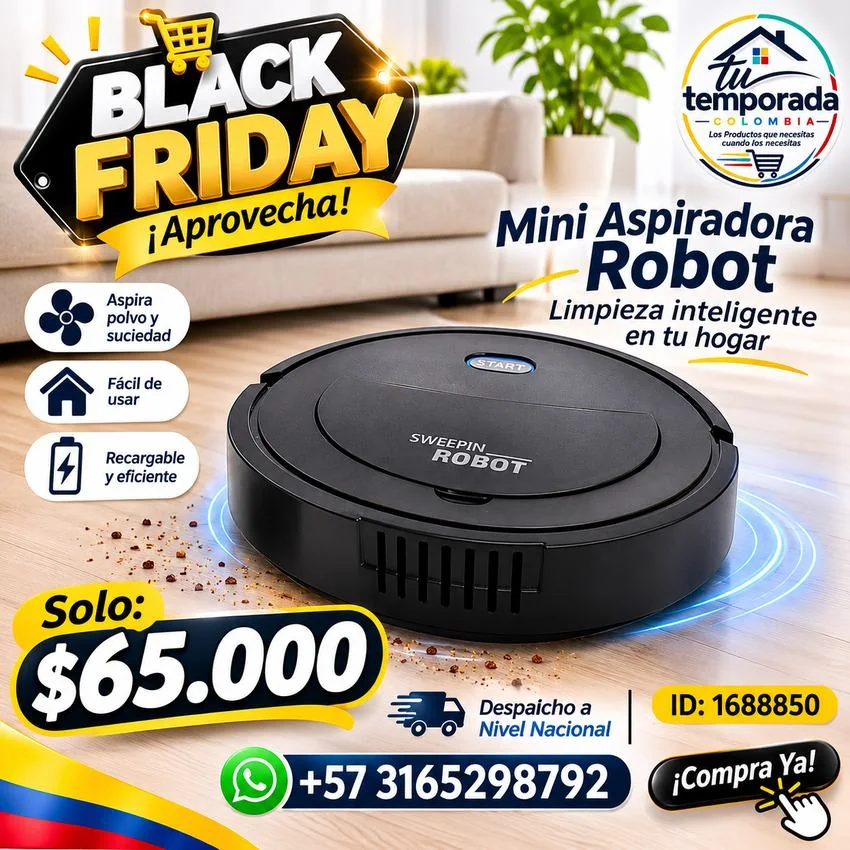 BLACK
FRIDAY
¡Aprovecha!
tu
temporada
COLOMBIA
Los Productos que necesitas
cuando los necesitas
Mini Aspiradora
Robot
Limpieza inteligente
en tu hogar
Aspira
polvo y
suciedad
Fácil de
usar
Recargable
y eficiente
START
SWEEPIN
ROBOT
Solo:
$65.000
Despaicho a
Nivel Nacional
ID: 1688850
+57 3165298792
¡Compra Ya!